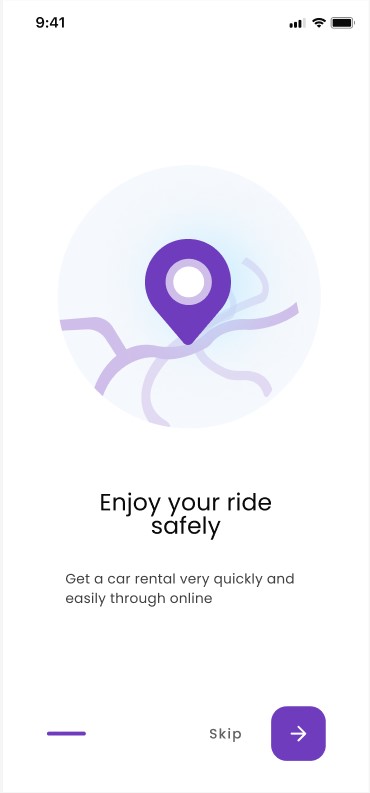 9:41
Enjoy your ride
safely
Get a car rental very quickly and
easily through online
Skip